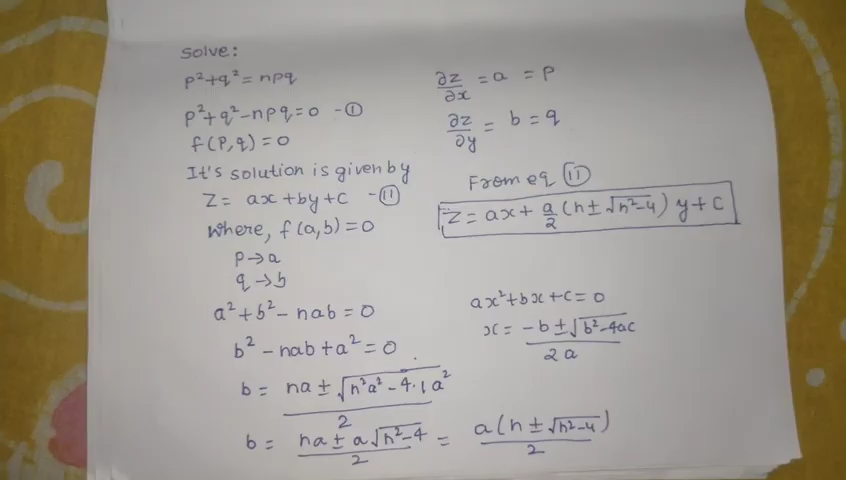 Solve:
p²+q² = npq
p²+q²-npq=0 -①
f(p,q)=0
It's solution is given by
Z = ax+by+c -⑪
Where, f(a,b)=0
p→a
q→b
a²+b²-nab=0
b²-nab+a²=0
b = na ± √n²a²-4·1a² / 2
b = na ± a√n²-4 / 2 = a(n±√n²-4) / 2
∂z/∂x = a = p
∂z/∂y = b = q
From eq ⑪
Z = ax + a/2 (n±√n²-4) y+c
ax²+bx+c=0
x = -b ± √b²-4ac / 2a